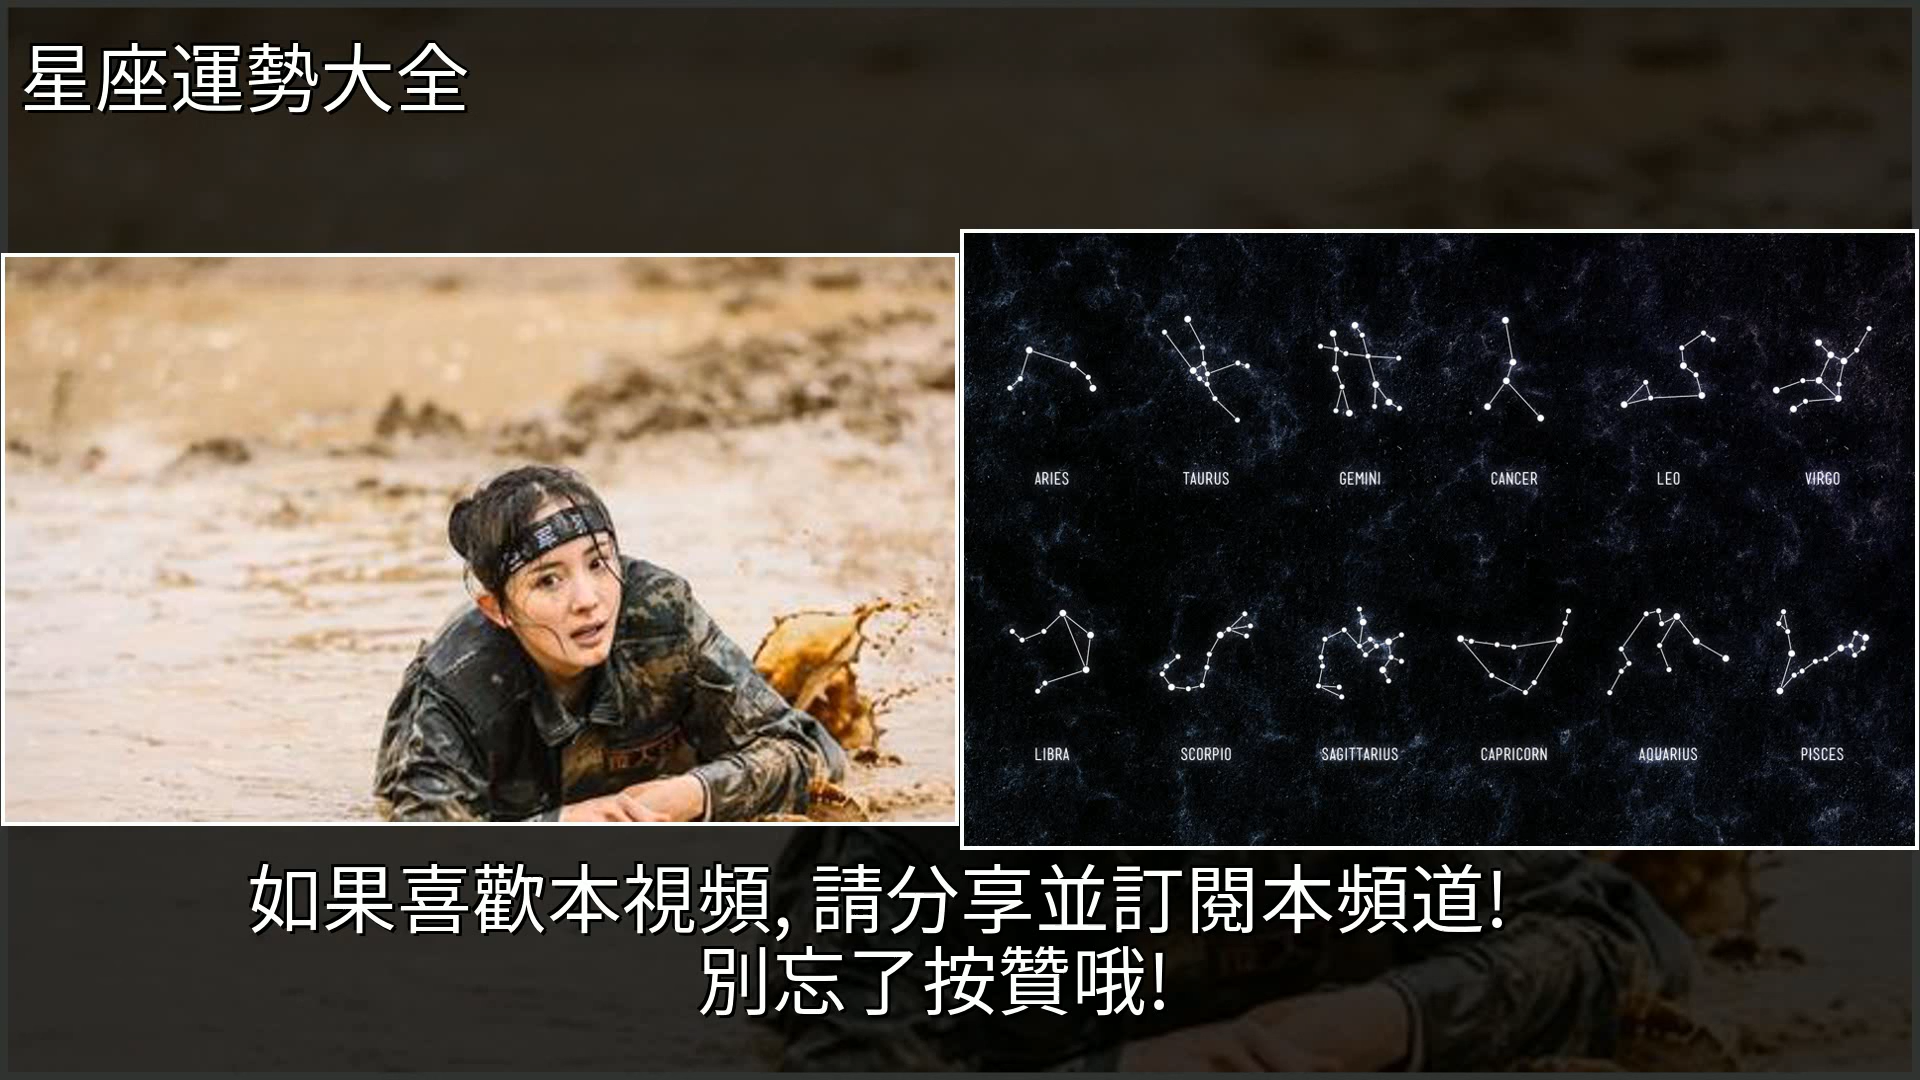 星座運勢大全
ARIES TAURUS GEMINI CANCER LEO VIRGO
LIBRA SCORPIO SAGITTARIUS CAPRICORN AQUARIUS PISCES
如果喜歡本視頻, 請分享並訂閱本頻道!
別忘了按贊哦!